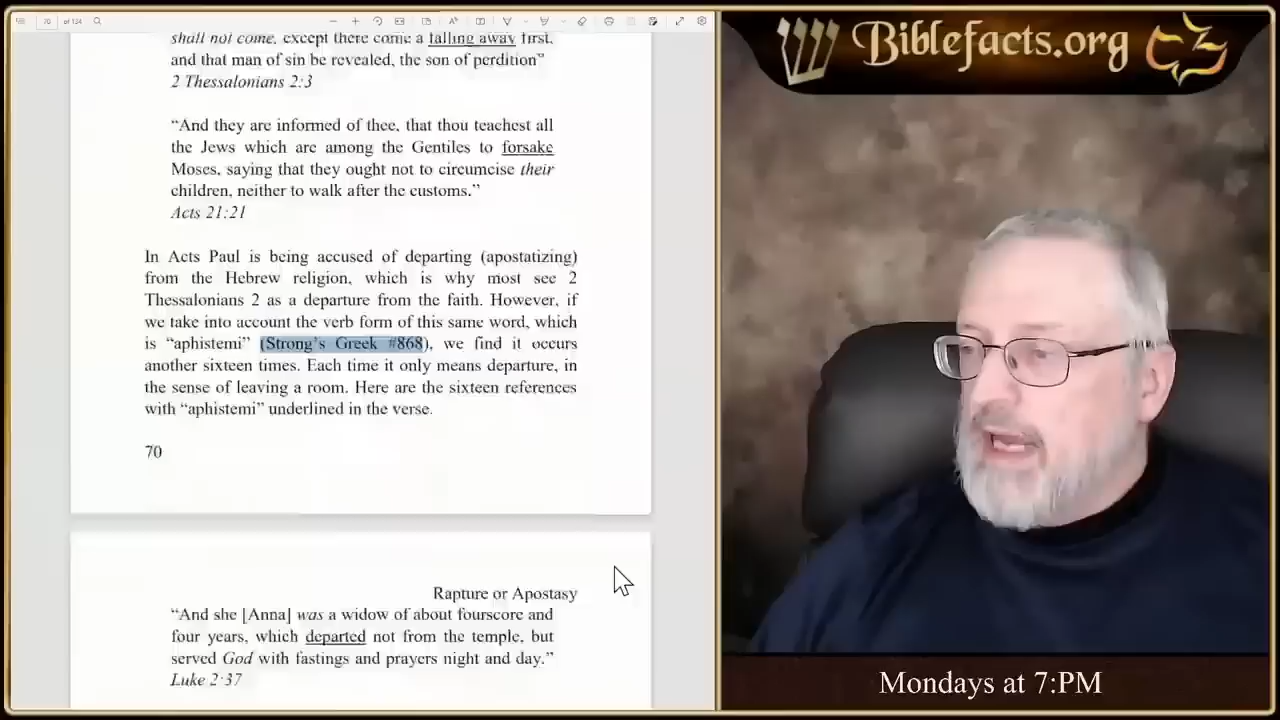 70 of 124
shall not come, except there come a falling away first,
and that man of sin be revealed, the son of perdition"
2 Thessalonians 2:3
“And they are informed of thee, that thou teachest all
the Jews which are among the Gentiles to forsake
Moses, saying that they ought not to circumcise their
children, neither to walk after the customs.”
Acts 21:21
In Acts Paul is being accused of departing (apostatizing)
from the Hebrew religion, which is why most see 2
Thessalonians 2 as a departure from the faith. However, if
we take into account the verb form of this same word, which
is “aphistemi” (Strong’s Greek #868), we find it occurs
another sixteen times. Each time it only means departure, in
the sense of leaving a room. Here are the sixteen references
with “aphistemi” underlined in the verse.
70
Rapture or Apostasy
“And she [Anna] was a widow of about fourscore and
four years, which departed not from the temple, but
served God with fastings and prayers night and day.”
Luke 2:37
Biblefacts.org
Mondays at 7:PM